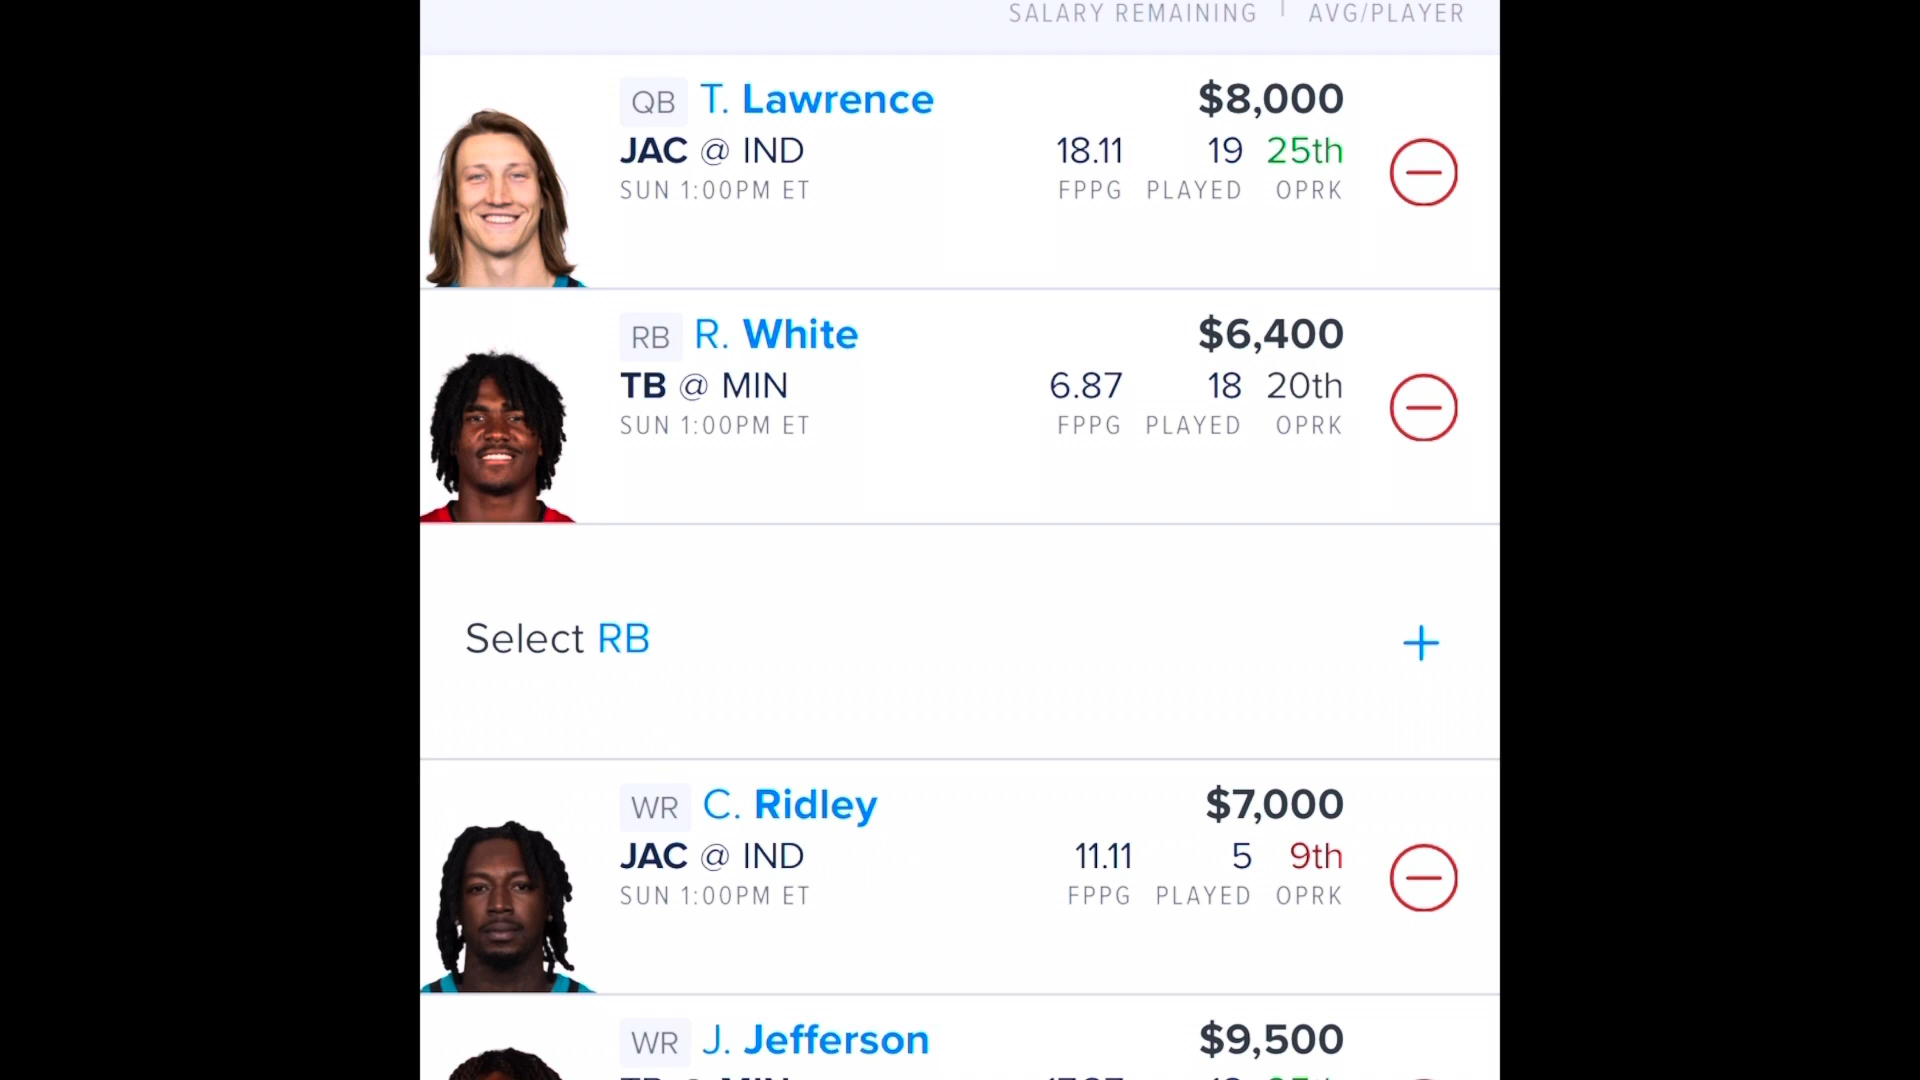 SALARY REMAINING | AVG/PLAYER
QB T. Lawrence $8,000
JAC @ IND 18.11 19 25th
SUN 1:00PM ET FPPG PLAYED OPRK
RB R. White $6,400
TB @ MIN 6.87 18 20th
SUN 1:00PM ET FPPG PLAYED OPRK
Select RB +
WR C. Ridley $7,000
JAC @ IND 11.11 5 9th
SUN 1:00PM ET FPPG PLAYED OPRK
WR J. Jefferson $9,500
TB @ MIN